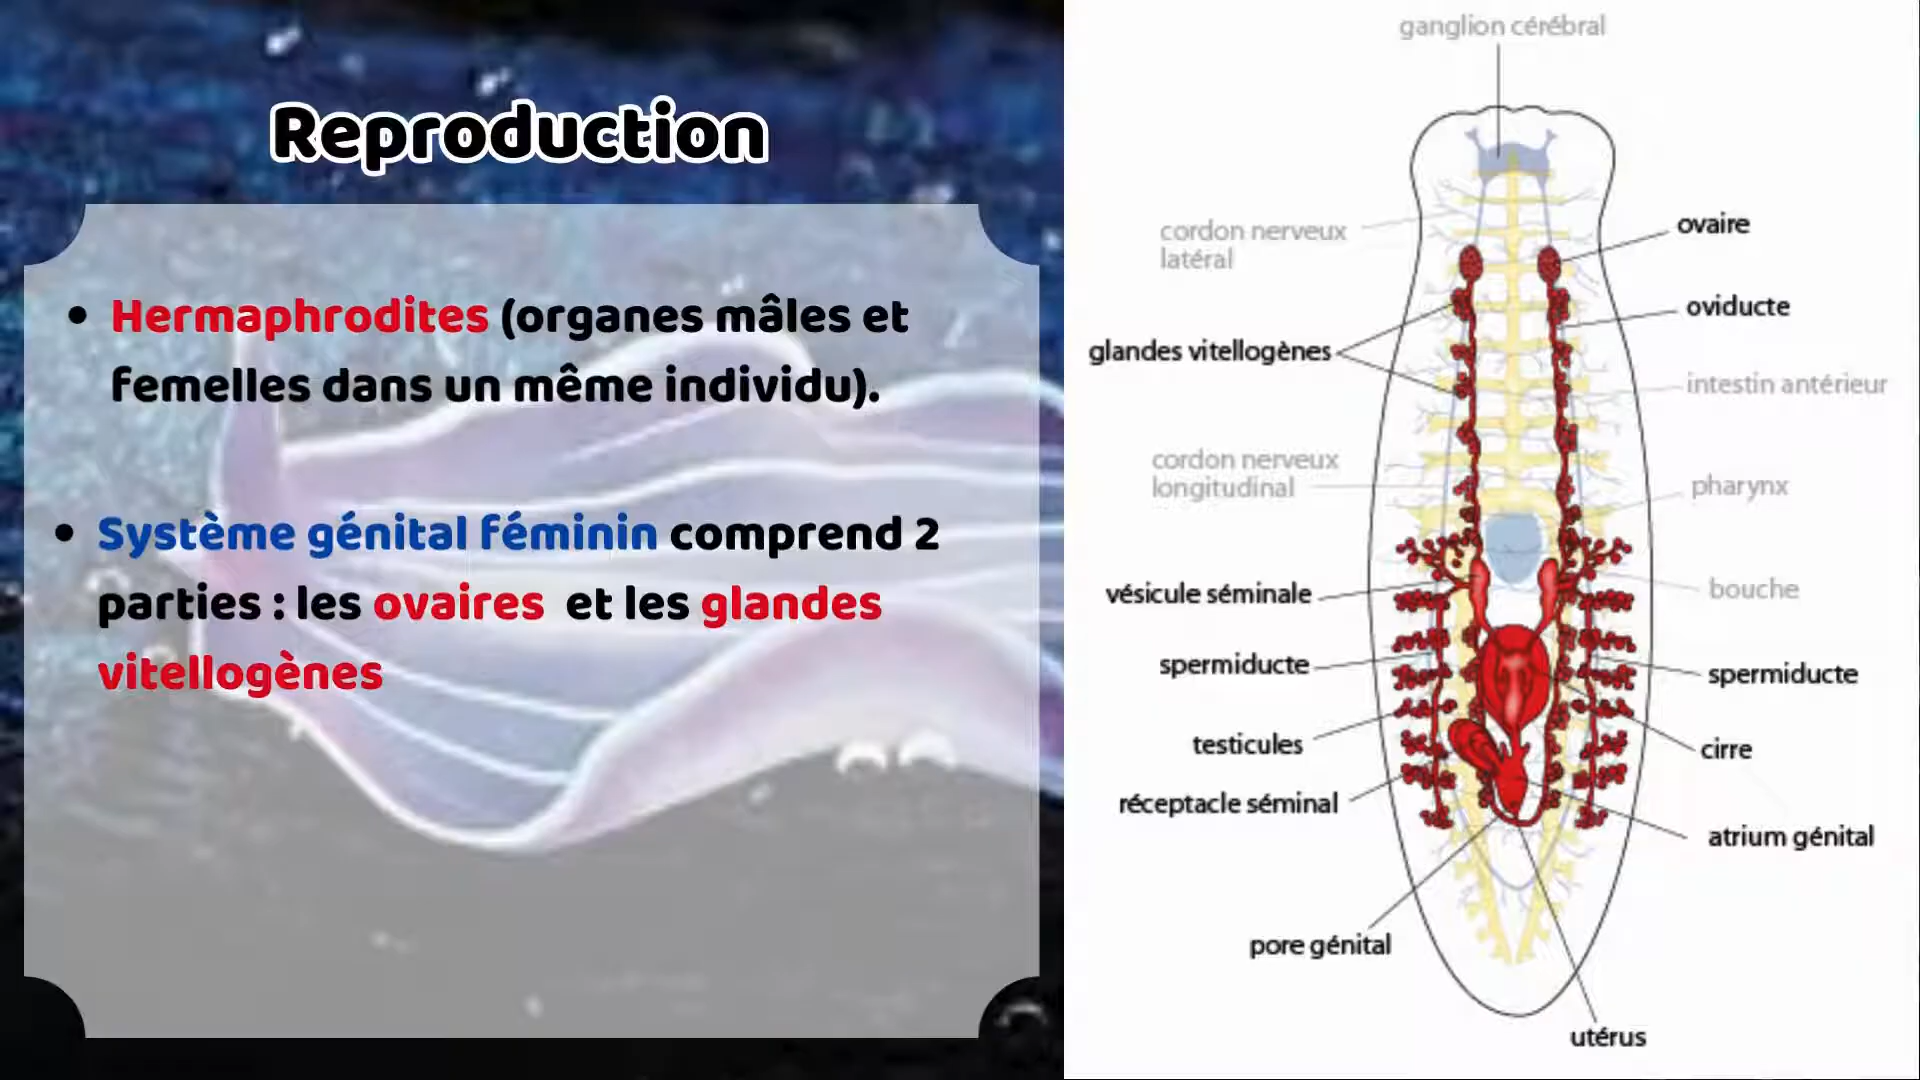 Reproduction
• Hermaphrodites (organes mâles et
femelles dans un même individu).
• Système génital féminin comprend 2
parties : les ovaires et les glandes
vitellogènes
ganglion cérébral
cordon nerveux
latéral
ovaire
oviducte
glandes vitellogènes
intestin antérieur
cordon nerveux
longitudinal
pharynx
vésicule séminale
bouche
spermiducte
spermiducte
testicules
cirre
réceptacle séminal
atrium génital
pore génital
utérus